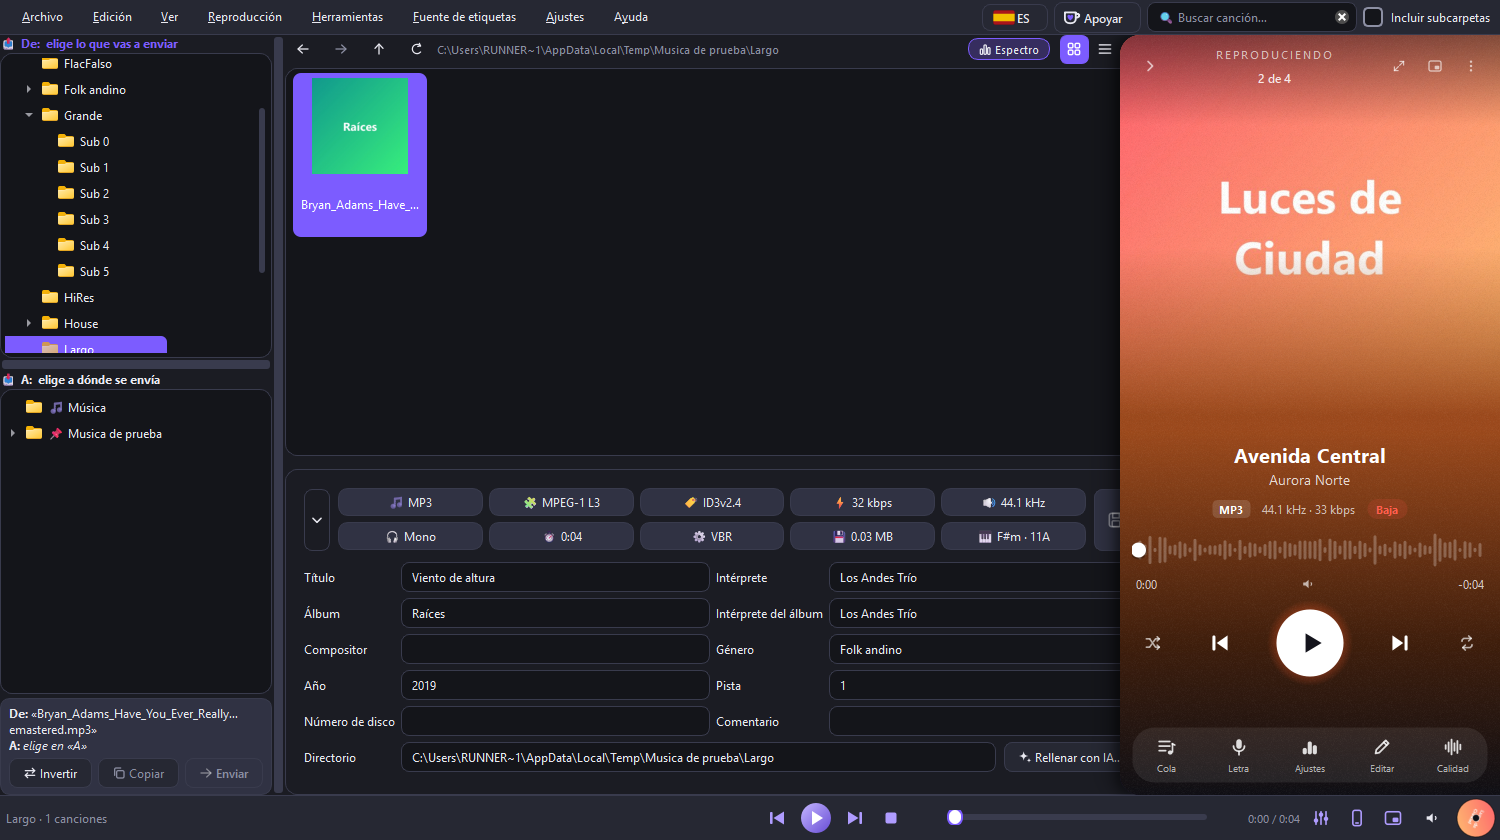 Archivo Edición Ver Reproducción Herramientas Fuente de etiquetas Ajustes Ayuda
ES Apoyar Buscar canción... Incluir subcarpetas
De: elige lo que vas a enviar
FlacFalso
Folk andino
Grande
Sub 0
Sub 1
Sub 2
Sub 3
Sub 4
Sub 5
HiRes
House
Largo
A: elige a dónde se envía
Música
Musica de prueba
De: «Bryan_Adams_Have_You_Ever_Really...
emastered.mp3»
A: elige en «A»
Invertir Copiar Enviar
C:\Users\RUNNER~1\AppData\Local\Temp\Musica de prueba\Largo
Espectro
Raíces
Bryan_Adams_Have_...
MP3 MPEG-1 L3 ID3v2.4 32 kbps 44.1 kHz
Mono 0:04 VBR 0.03 MB F#m · 11A
Título Viento de altura Intérprete Los Andes Trío
Álbum Raíces Intérprete del álbum Los Andes Trío
Compositor Género Folk andino
Año 2019 Pista 1
Número de disco Comentario
Directorio C:\Users\RUNNER~1\AppData\Local\Temp\Musica de prueba\Largo Rellenar con IA...
REPRODUCIENDO
2 de 4
Luces de
Ciudad
Avenida Central
Aurora Norte
MP3 44.1 kHz · 33 kbps Baja
0:00 -0:04
Cola Letra Ajustes Editar Calidad
Largo · 1 canciones
0:00 / 0:04